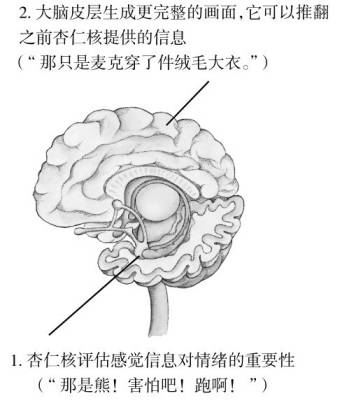 2. 大脑皮层生成更完整的画面,它可以推翻
之前杏仁核提供的信息
(“那只是麦克穿了件绒毛大衣。”)
1. 杏仁核评估感觉信息对情绪的重要性
(“那是熊！害怕吧！跑啊！”)